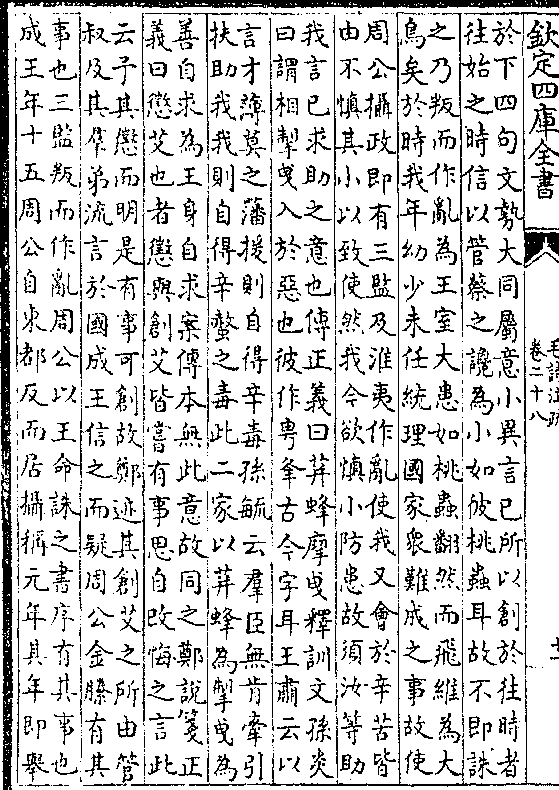 欽定四庫全書
毛詩注疏
卷二十八
於下四句文勢大同屬意小異言已所以創於往時者
往始之時信以管蔡之讒為小如彼桃蟲耳故不即誅
之乃叛而作亂為王室大患如桃蟲翻然而飛維為大
鳥矣於時我年幼少未任統理國家衆難成之事故使
周公攝政即有三監及淮夷作亂使我又會於辛苦皆
由不慎其小以致使然我今欲慎小防患故須汝等助
我言已求助之意也傳正義曰荓蜂摩曳釋訓文孫炎
曰謂相掣曳入於惡也彼作粤夆古今字耳王肅云以
言才薄莫之藩援則自得辛毒孫毓云羣臣無肯牽引
扶助我我則自得辛螫之毒此二家以荓蜂為掣曳為
善自求為王身自求案傳本無此意故同之鄭說箋正
義曰懲艾也者懲與創艾皆嘗有事思自改悔之言此
云予其懲而明是有事可創故鄭迹其創艾之所由管
叔及其羣弟流言於國成王信之而疑周公金縢有其
事也三監叛而作亂周公以王命誅之書序有其事也
成王年十五周公自東都反而居攝稱元年其年即舉